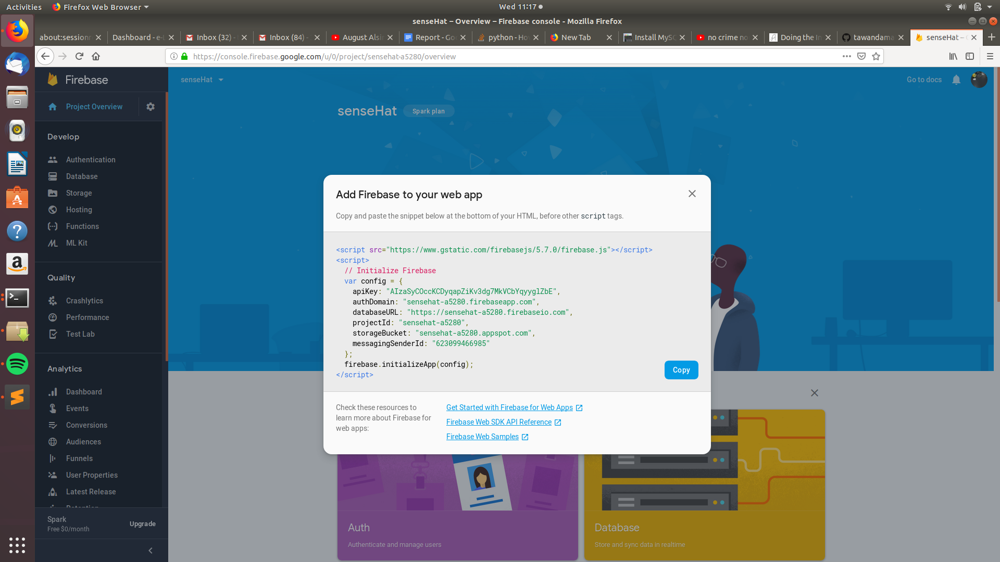 Activities
Firefox Web Browser
Wed 11:17
senseHat – Overview – Firebase console - Mozilla Firefox
about:sessionr
Dashboard - e-L
Inbox (32) -
Inbox (84) -
August Alsin
Report - Goo
python - How
New Tab
Install MySQ
no crime no
Doing the In
tawandama
senseHat – O
https://console.firebase.google.com/u/0/project/sensehat-a5280/overview
Firebase
senseHat
Go to docs
Project Overview
senseHat
Spark plan
Develop
Authentication
Database
Storage
Hosting
Functions
ML Kit
Quality
Crashlytics
Performance
Test Lab
Analytics
Dashboard
Events
Conversions
Audiences
Funnels
User Properties
Latest Release
Retention
Spark
Free $0/month
Upgrade
Add Firebase to your web app
Copy and paste the snippet below at the bottom of your HTML, before other script tags.
<script src="https://www.gstatic.com/firebasejs/5.7.0/firebase.js"></script>
<script>
// Initialize Firebase
var config = {
apiKey: "AIzaSyCOccKCDyqapZiKv3dg7MkVCbYqyyglZbE",
authDomain: "sensehat-a5280.firebaseapp.com",
databaseURL: "https://sensehat-a5280.firebaseio.com",
projectId: "sensehat-a5280",
storageBucket: "sensehat-a5280.appspot.com",
messagingSenderId: "623099466985"
};
firebase.initializeApp(config);
</script>
Copy
Check these resources to
learn more about Firebase for
web apps:
Get Started with Firebase for Web Apps
Firebase Web SDK API Reference
Firebase Web Samples
Auth
Authenticate and manage users
Database
Store and sync data in realtime